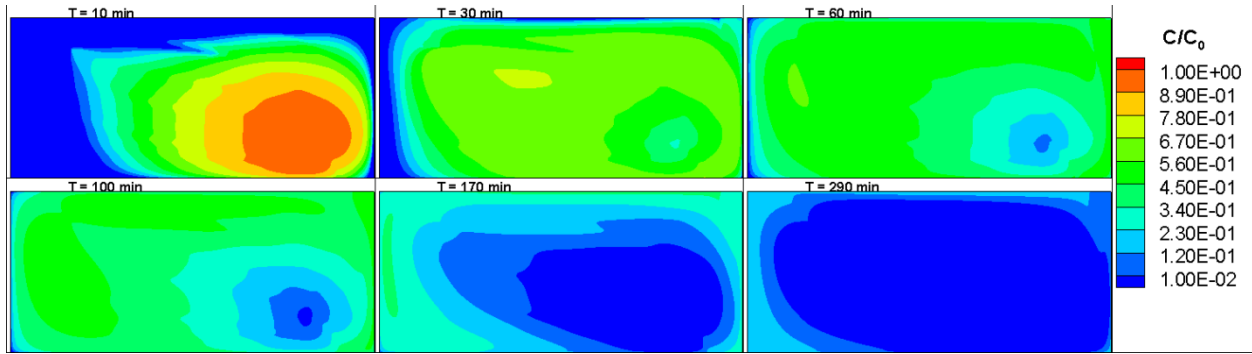 T = 10 min
T = 30 min
T = 60 min
T = 100 min
T = 170 min
T = 290 min
C/C₀
1.00E+00
8.90E-01
7.80E-01
6.70E-01
5.60E-01
4.50E-01
3.40E-01
2.30E-01
1.20E-01
1.00E-02